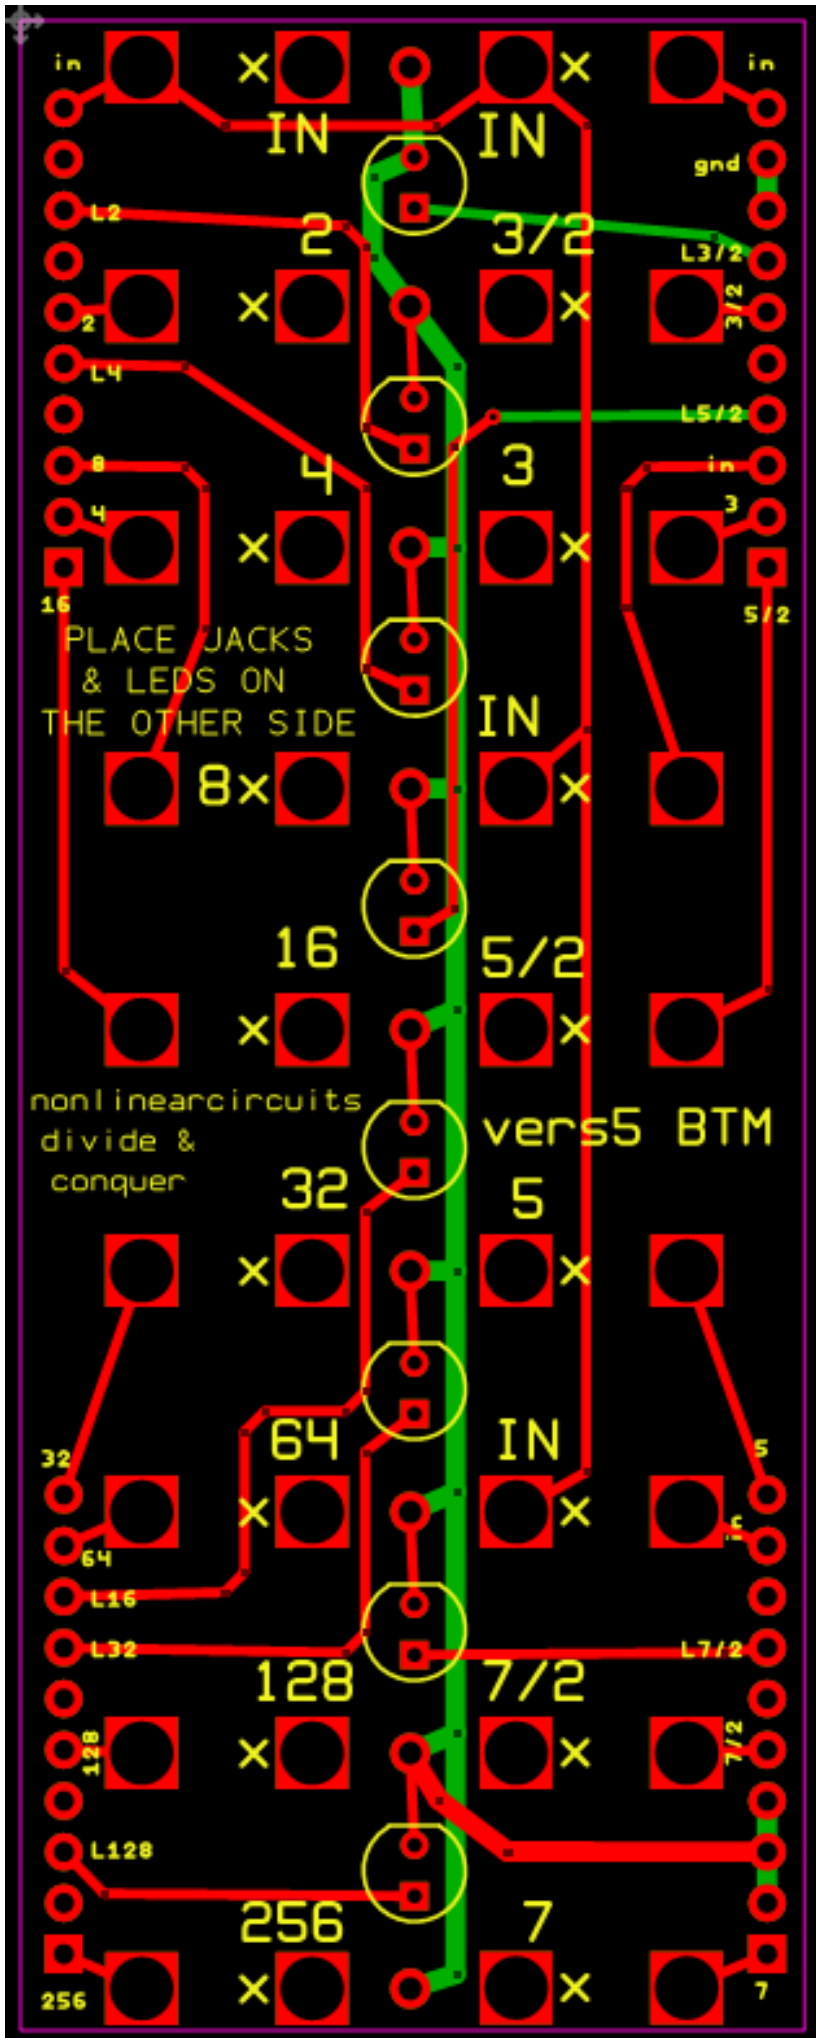 in in
IN IN
gnd
L2 2 3/2
L3/2
2 3/2
L4
L5/2
8 4 3 in
4 3
16 5/2
PLACE JACKS
& LEDS ON
THE OTHER SIDE
IN
8
16 5/2
nonlinearcircuits
divide &
conquer
vers5 BTM
32 5
64 IN
32 5
64 in
L16
L32 L7/2
128 7/2
128 7/2
L128
256 7
256 7